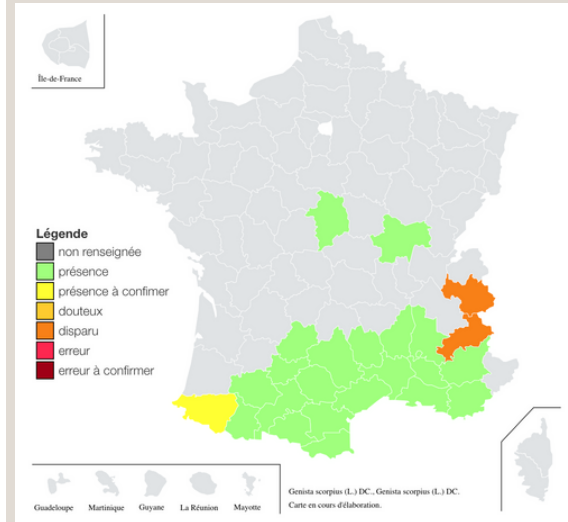 Île-de-France
Légende
non renseignée
présence
présence à confimer
douteux
disparu
erreur
erreur à confirmer
Guadeloupe Martinique Guyane La Réunion Mayotte
Genista scorpius (L.) DC., Genista scorpius (L.) DC.
Carte en cours d'élaboration.